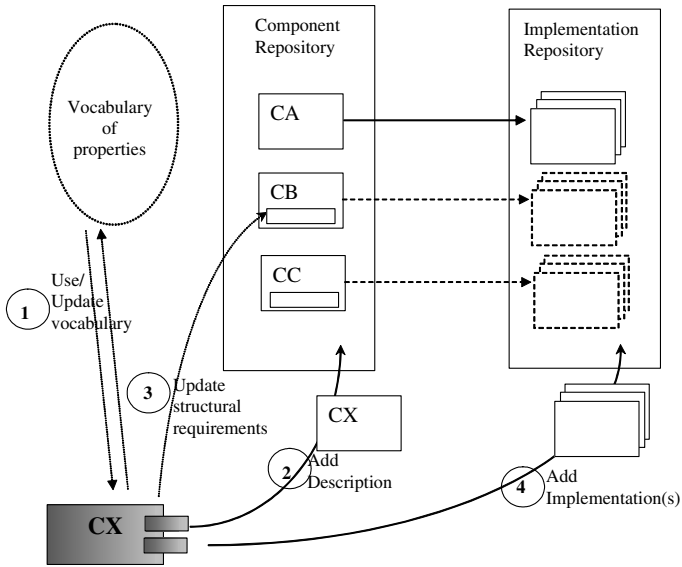 Component
Repository
Implementation
Repository
Vocabulary
of
properties
CA
CB
CC
1
Use/
Update
vocabulary
3
Update
structural
requirements
CX
2
Add
Description
4
Add
Implementation(s)
CX